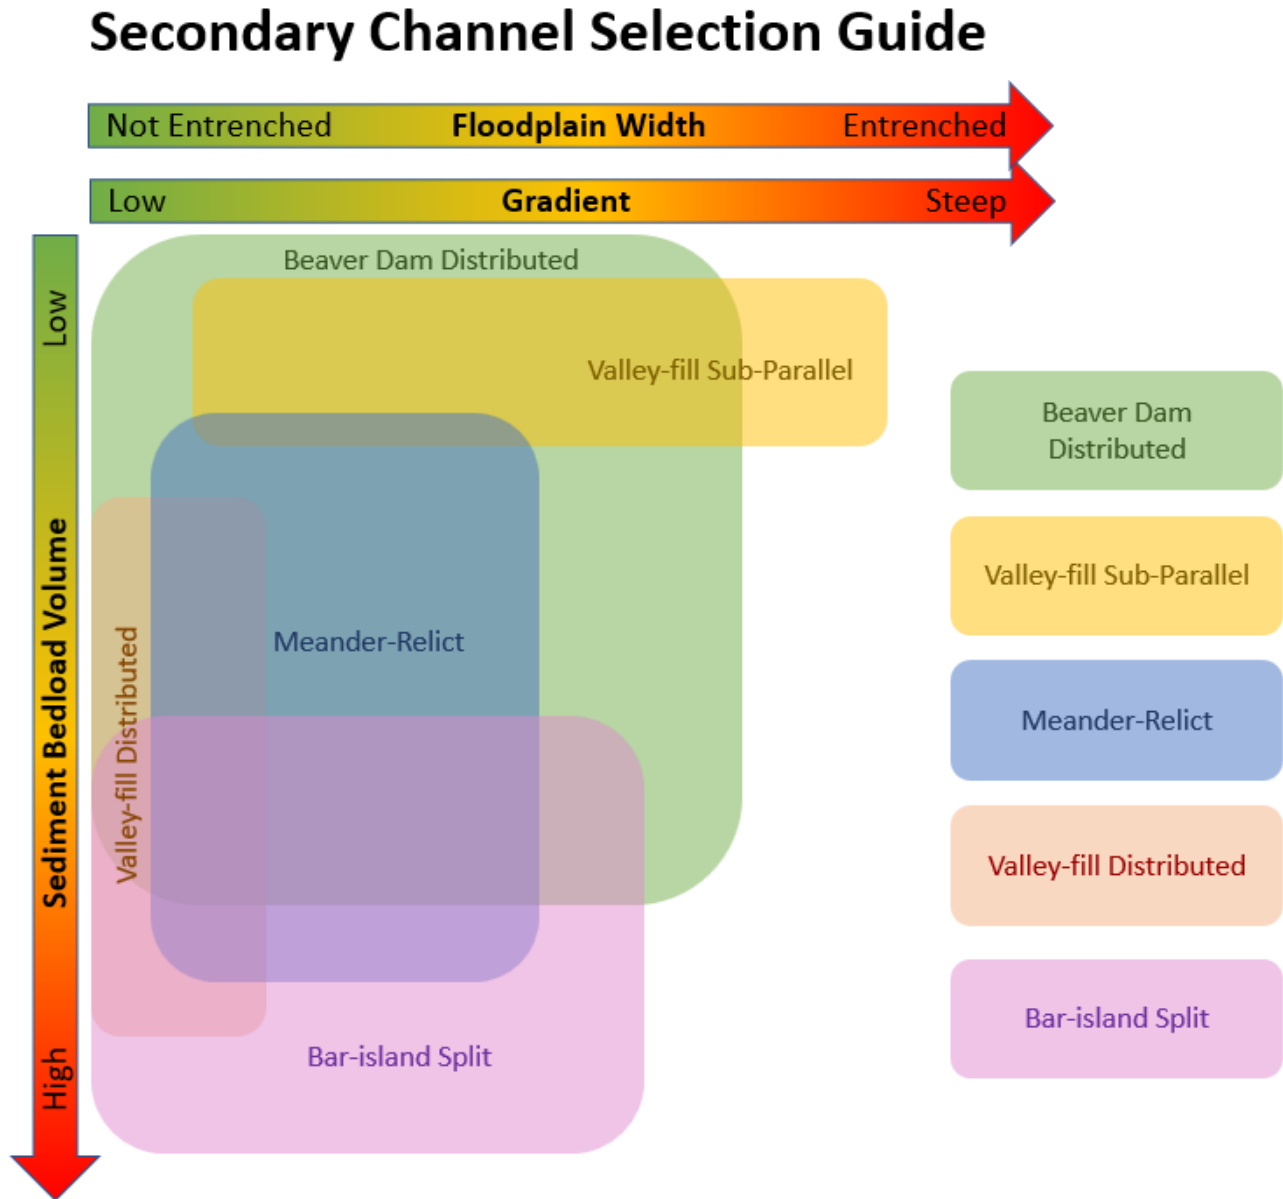 Secondary Channel Selection Guide
Not Entrenched Floodplain Width Entrenched
Low Gradient Steep
Low
Sediment Bedload Volume
High
Beaver Dam Distributed
Valley-fill Sub-Parallel
Meander-Relict
Valley-fill Distributed
Bar-island Split
Beaver Dam
Distributed
Valley-fill Sub-Parallel
Meander-Relict
Valley-fill Distributed
Bar-island Split